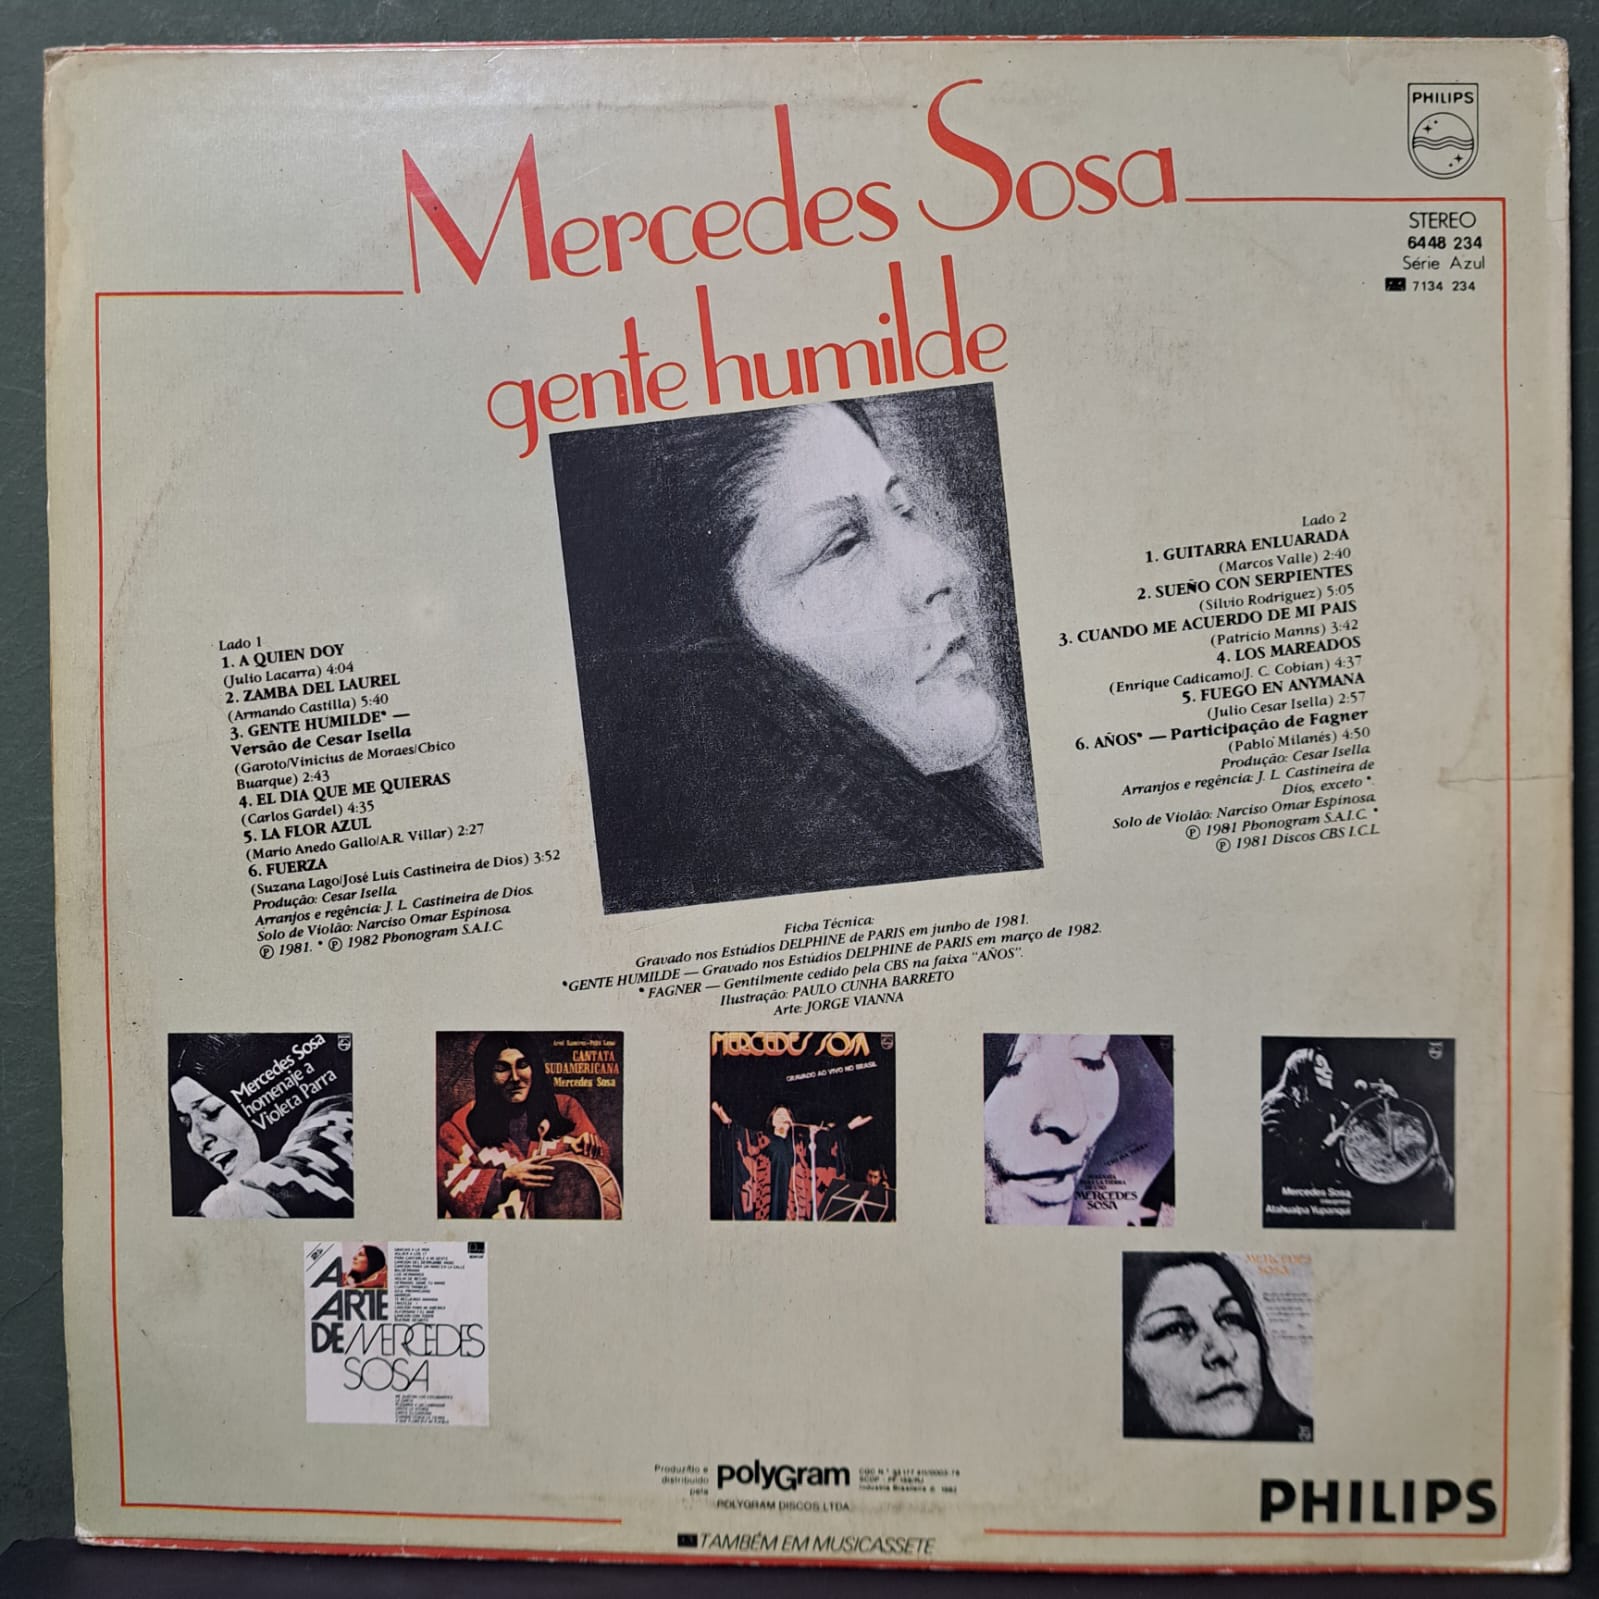 Mercedes Sosa
gente humilde
PHILIPS
STEREO
6448 234
Série Azul
7134 234
Lado 1
1. A QUIEN DOY
(Julio Lacarra) 4:04
2. ZAMBA DEL LAUREL
(Armando Castilla) 5:40
3. GENTE HUMILDE* —
Versão de Cesar Isella
(Garoto/Vinicius de Moraes/Chico
Buarque) 2:43
4. EL DIA QUE ME QUIERAS
(Carlos Gardel) 4:35
5. LA FLOR AZUL
(Mario Anedo Gallo/A.R. Villar) 2:27
6. FUERZA
(Suzana Lago/José Luis Castineira de Dios) 3:52
Produção: Cesar Isella
Arranjos e regência: J. L. Castineira de Dios.
Solo de Violão: Narciso Omar Espinosa
℗ 1981. * ℗ 1982 Phonogram S.A.I.C.
Lado 2
1. GUITARRA ENLUARADA
(Marcos Valle) 2:40
2. SUEÑO CON SERPIENTES
(Silvio Rodriguez) 5:05
3. CUANDO ME ACUERDO DE MI PAIS
(Patricio Manns) 3:42
4. LOS MAREADOS
(Enrique Cadicamo/J. C. Cobian) 4:37
5. FUEGO EN ANYMANA
(Julio Cesar Isella) 2:57
6. AÑOS* — Participação de Fagner
(Pablo Milanés) 4:50
Produção: Cesar Isella
Arranjos e regência: J. L. Castineira de
Dios, exceto *.
Solo de Violão: Narciso Omar Espinosa
℗ 1981 Phonogram S.A.I.C. *
℗ 1981 Discos CBS I.C.I.
Ficha Técnica:
Gravado nos Estúdios DELPHINE de PARIS em junho de 1981.
*GENTE HUMILDE — Gravado nos Estúdios DELPHINE de PARIS em março de 1982.
* FAGNER — Gentilmente cedido pela CBS na faixa "AÑOS".
Ilustração: PAULO CUNHA BARRETO
Arte: JORGE VIANNA
Mercedes Sosa
homenaje a
Violeta Parra
Ariel Ramirez - Felix Luna
CANTATA
SUDAMERICANA
Mercedes Sosa
MERCEDES SOSA
GRAVADO AO VIVO NO BRASIL
MERCEDES
SOSA
Mercedes Sosa
interpreta
Atahualpa Yupanqui
A
ARTE
DE MERCEDES
SOSA
MERCEDES
SOSA
Produzido e
distribuído
pela
polyGram
POLYGRAM DISCOS LTDA.
Industria Brasileira © 1982
PHILIPS
TAMBÉM EM MUSICASSETE